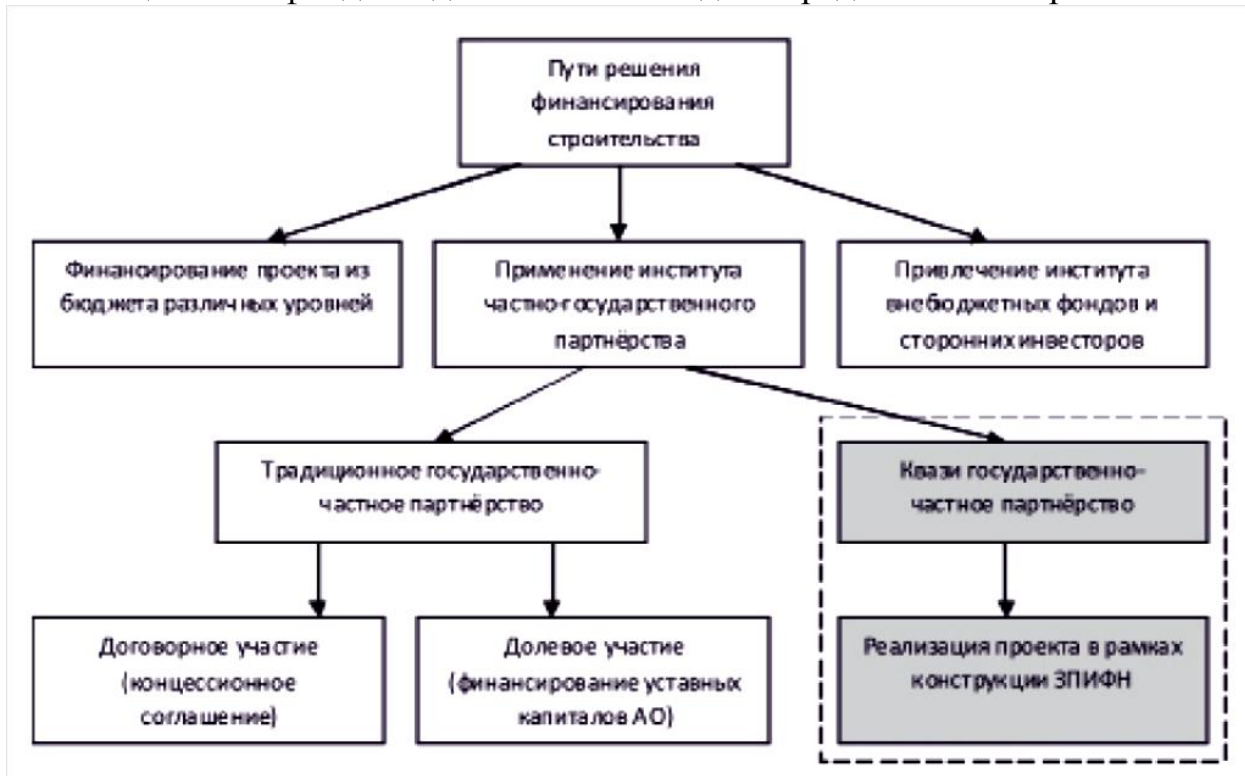 Пути решения
финансирования
строительства
Финансирование проекта из
бюджета различных уровней
Применение института
частно-государственного
партнёрства
Привлечение института
внебюджетных фондов и
сторонних инвесторов
Традиционное государственно-
частное партнёрство
Квази государственно-
частное партнёрство
Договорное участие
(концессионное
соглашение)
Долевое участие
(финансирование уставных
капиталов АО)
Реализация проекта в рамках
конструкции ЗПИФН